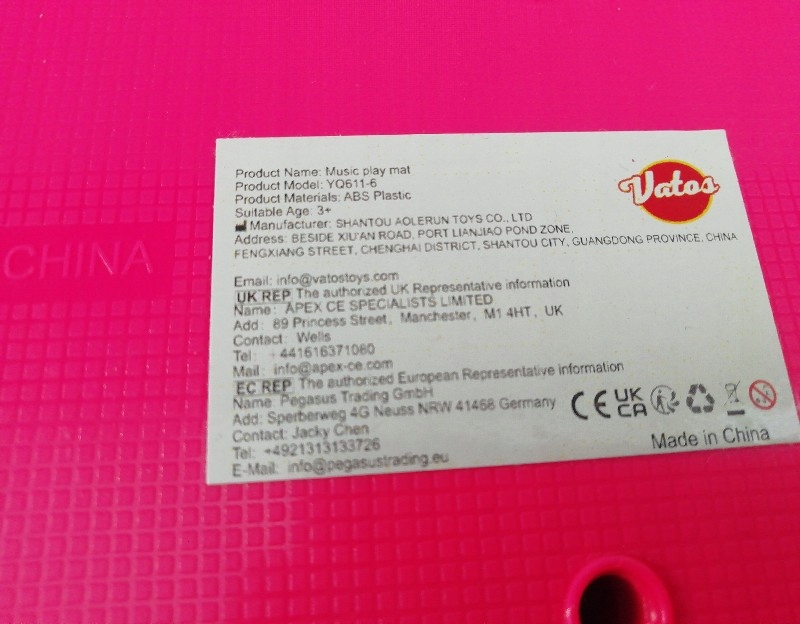 Product Name: Music play mat
Product Model: YQ611-6
Product Materials: ABS Plastic
Suitable Age: 3+
Manufacturer: SHANTOU AOLERUN TOYS CO., LTD
Address: BESIDE XIU'AN ROAD, PORT LIANJIAO POND ZONE,
FENGXIANG STREET, CHENGHAI DISTRICT, SHANTOU CITY, GUANGDONG PROVINCE, CHINA
Vatos
CHINA
Email: info@vatostoys.com
UK REP The authorized UK Representative information
Name: APEX CE SPECIALISTS LIMITED
Add: 89 Princess Street, Manchester, M1 4HT, UK
Contact: Wells
Tel: +441616371080
Mail: info@apex-ce.com
EC REP The authorized European Representative information
Name: Pegasus Trading GmbH
Add: Sperberweg 4G Neuss NRW 41468 Germany
Contact: Jacky Chen
Tel: +4921313133726
E-Mail: info@pegasustrading.eu
CE UK
CA
Made in China